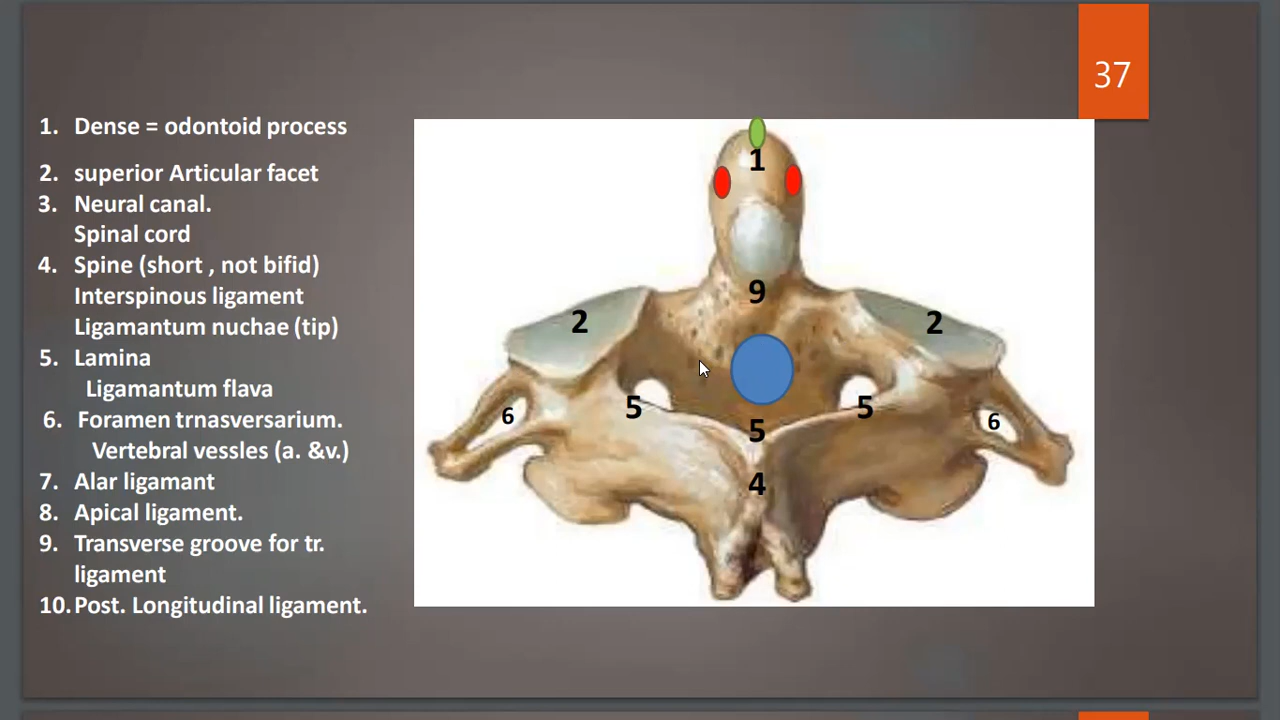 37
1. Dense = odontoid process
2. superior Articular facet
3. Neural canal.
Spinal cord
4. Spine (short , not bifid)
Interspinous ligament
Ligamantum nuchae (tip)
5. Lamina
Ligamantum flava
6. Foramen trnasversarium.
Vertebral vessles (a. &v.)
7. Alar ligamant
8. Apical ligament.
9. Transverse groove for tr.
ligament
10. Post. Longitudinal ligament.
1
9
2 2
5 5
6 6
5
4